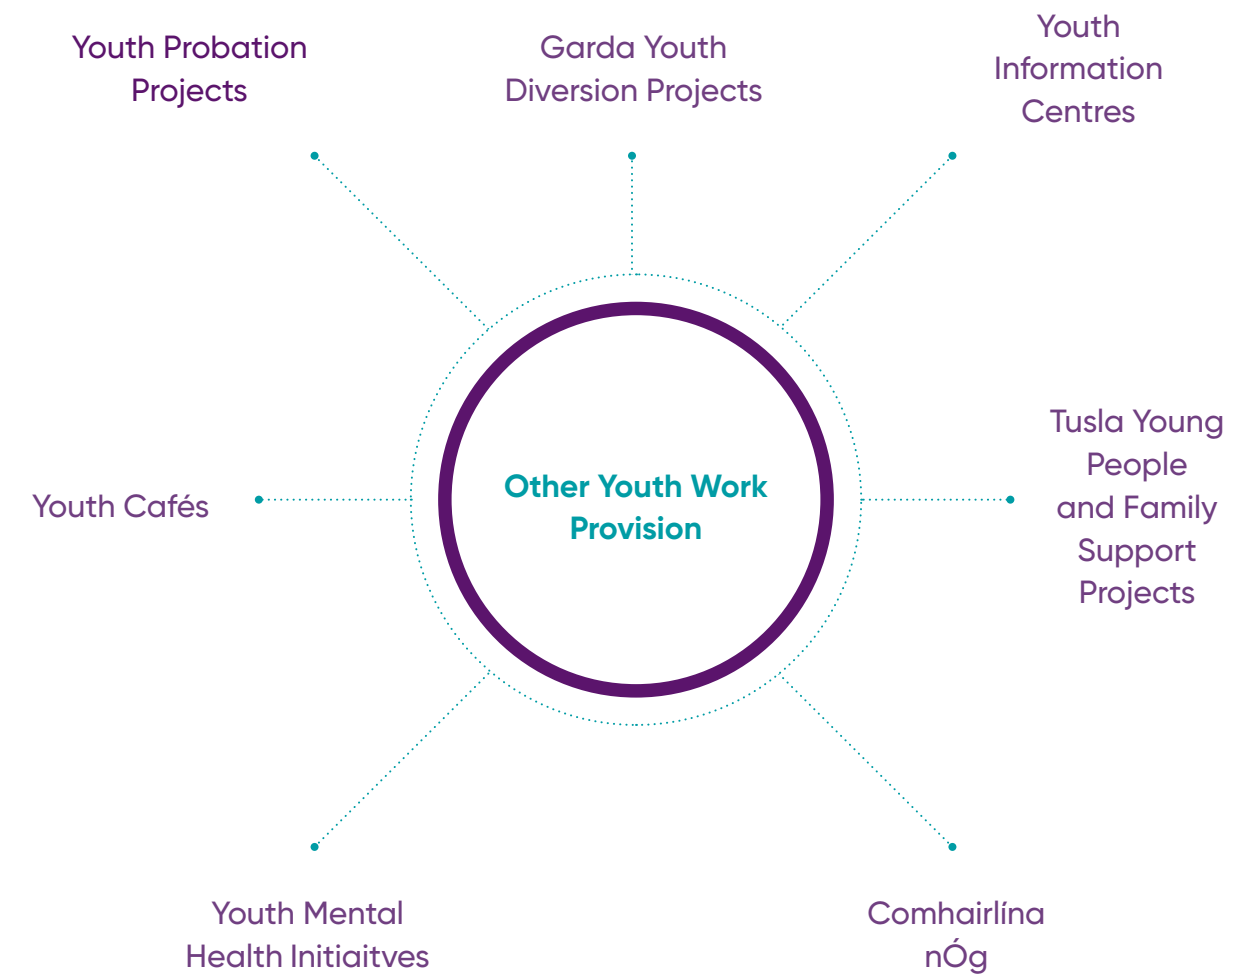 Youth Probation
Projects
Garda Youth
Diversion Projects
Youth
Information
Centres
Tusla Young
People
and Family
Support
Projects
Youth Cafés
Other Youth Work
Provision
Youth Mental
Health Initiaitves
Comhairlína
nÓg